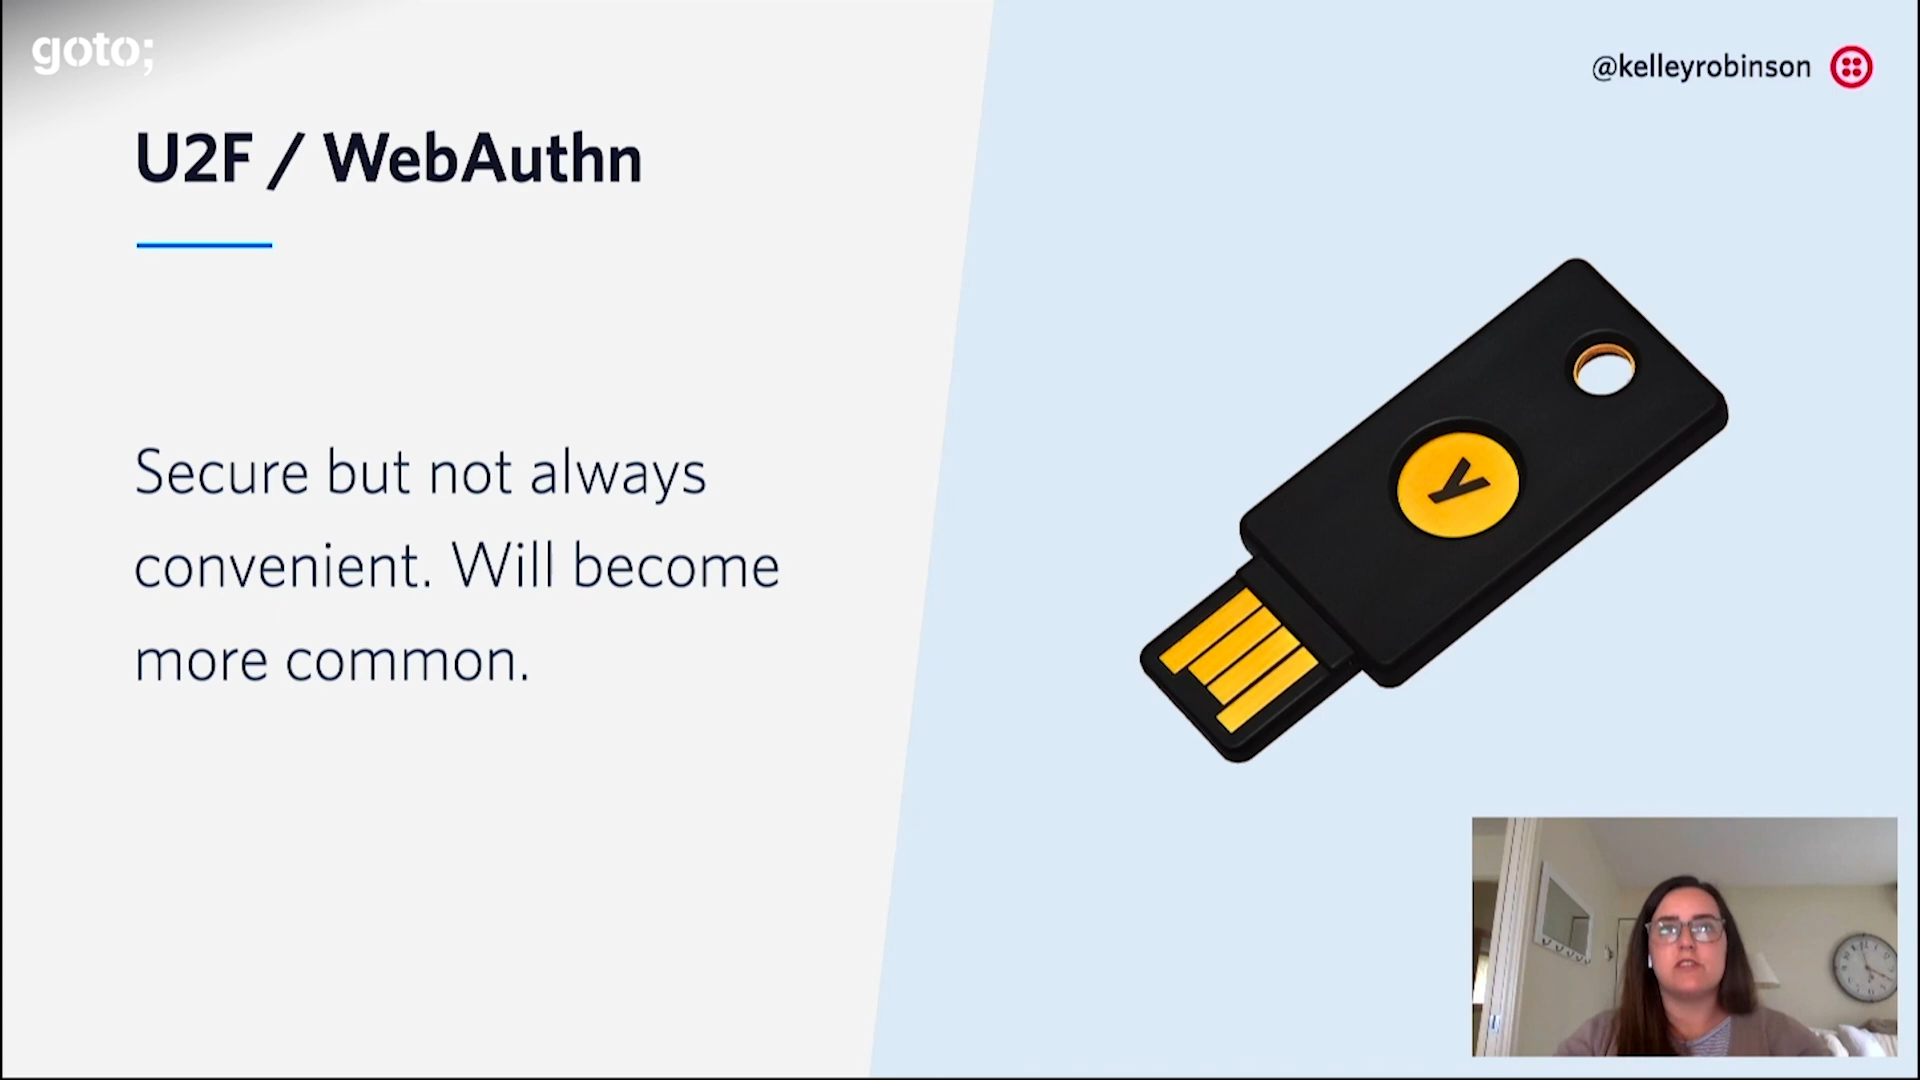 goto;
@kelleyrobinson
U2F / WebAuthn
Secure but not always
convenient. Will become
more common.
y